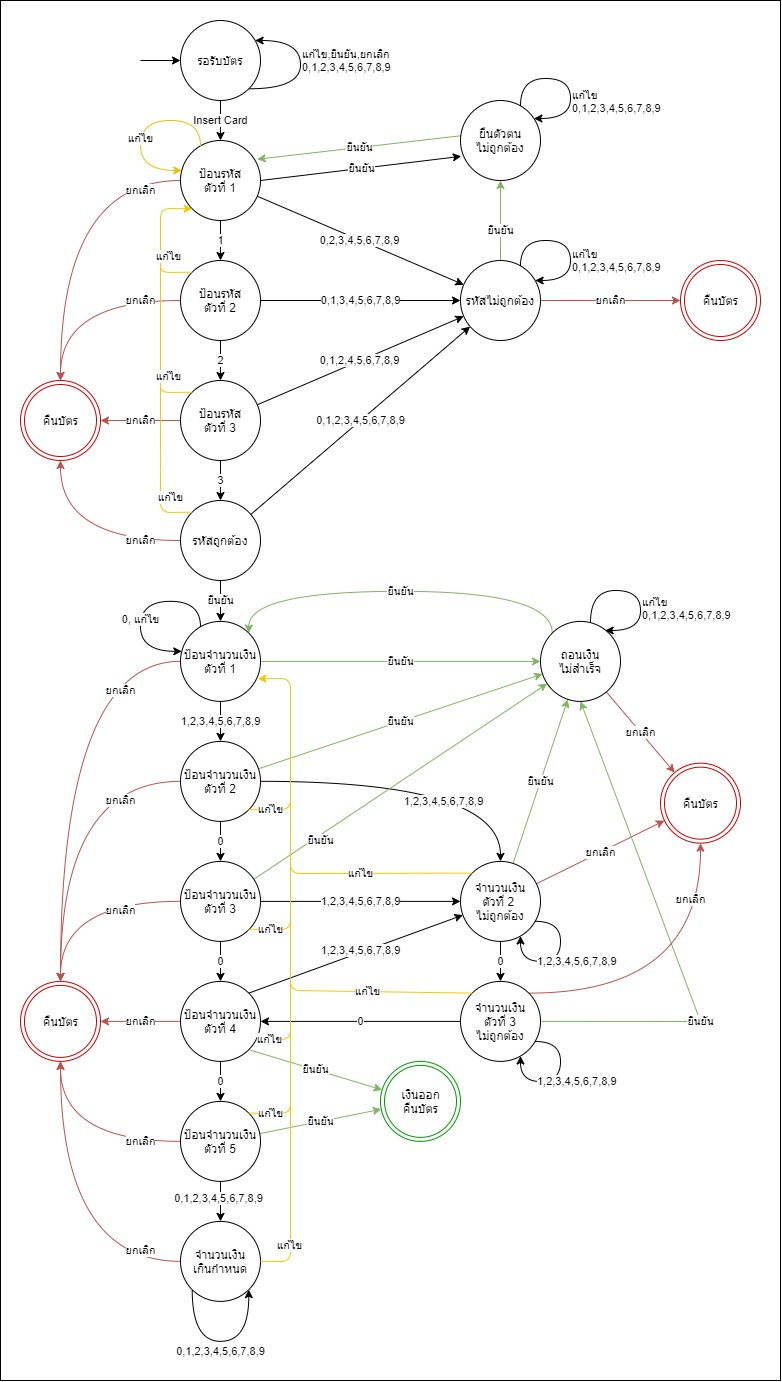 รอรับบัตร
แก้ไข,ยืนยัน,ยกเลิก
0,1,2,3,4,5,6,7,8,9
Insert Card
แก้ไข
ป้อนรหัส
ตัวที่ 1
ยืนยัน
ยืนยัน
ยืนตัวตน
ไม่ถูกต้อง
แก้ไข
0,1,2,3,4,5,6,7,8,9
ยกเลิก
1
0,2,3,4,5,6,7,8,9
ยืนยัน
แก้ไข
ป้อนรหัส
ตัวที่ 2
ยกเลิก
0,1,3,4,5,6,7,8,9
รหัสไม่ถูกต้อง
แก้ไข
0,1,2,3,4,5,6,7,8,9
ยกเลิก
คืนบัตร
2
0,1,2,4,5,6,7,8,9
แก้ไข
ป้อนรหัส
ตัวที่ 3
ยกเลิก
คืนบัตร
0,1,2,3,4,5,6,7,8,9
3
แก้ไข
รหัสถูกต้อง
ยกเลิก
ยืนยัน
ยืนยัน
0, แก้ไข
ป้อนจำนวนเงิน
ตัวที่ 1
ยืนยัน
ถอนเงิน
ไม่สำเร็จ
แก้ไข
0,1,2,3,4,5,6,7,8,9
ยกเลิก
1,2,3,4,5,6,7,8,9
ยืนยัน
ยกเลิก
ป้อนจำนวนเงิน
ตัวที่ 2
ยกเลิก
1,2,3,4,5,6,7,8,9
แก้ไข
ยืนยัน
คืนบัตร
0
ยืนยัน
ยกเลิก
แก้ไข
ป้อนจำนวนเงิน
ตัวที่ 3
ยกเลิก
1,2,3,4,5,6,7,8,9
จำนวนเงิน
ตัวที่ 2
ไม่ถูกต้อง
ยกเลิก
แก้ไข
1,2,3,4,5,6,7,8,9
0
1,2,3,4,5,6,7,8,9
0
แก้ไข
คืนบัตร
ยกเลิก
ป้อนจำนวนเงิน
ตัวที่ 4
0
จำนวนเงิน
ตัวที่ 3
ไม่ถูกต้อง
ยืนยัน
แก้ไข
1,2,3,4,5,6,7,8,9
0
ยืนยัน
เงินออก
คืนบัตร
แก้ไข
ยืนยัน
ป้อนจำนวนเงิน
ตัวที่ 5
ยกเลิก
0,1,2,3,4,5,6,7,8,9
ยกเลิก
จำนวนเงิน
เกินกำหนด
แก้ไข
0,1,2,3,4,5,6,7,8,9